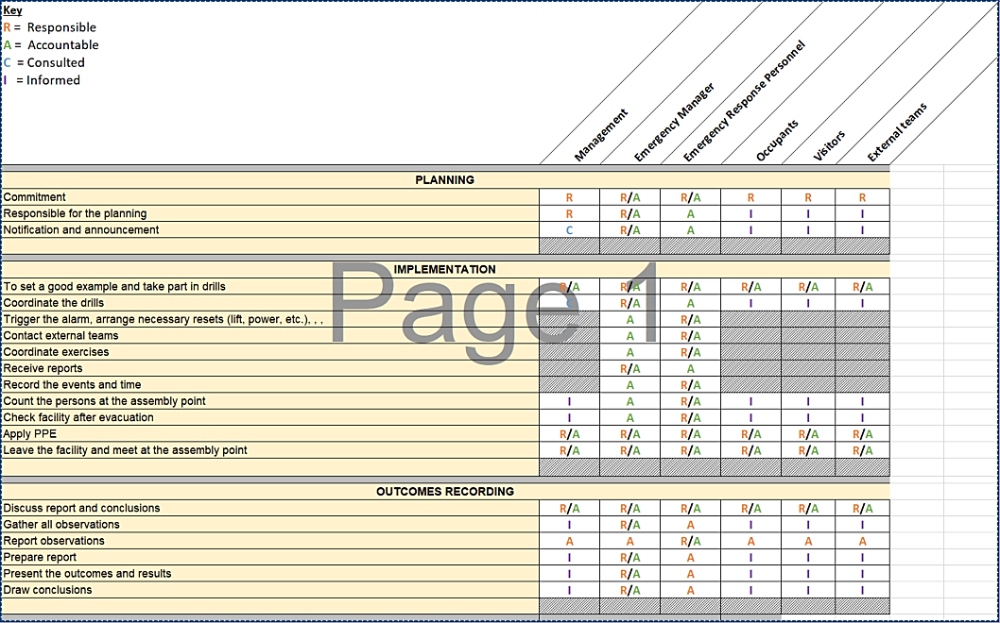 Key
R = Responsible
A = Accountable
C = Consulted
I = Informed
Management Emergency Manager Emergency Response Personnel Occupants Visitors External teams
PLANNING
Commitment R R/A R/A R R R
Responsible for the planning R R/A A I I I
Notification and announcement C R/A A I I I
IMPLEMENTATION
Page 1
To set a good example and take part in drills R/A R/A R/A R/A R/A R/A
Coordinate the drills R/A A I I I
Trigger the alarm, arrange necessary resets (lift, power, etc.). , , A R/A
Contact external teams A R/A
Coordinate exercises A R/A
Receive reports R/A A
Record the events and time A R/A
Count the persons at the assembly point I A R/A I I I
Check facility after evacuation I A R/A I I I
Apply PPE R/A R/A R/A R/A R/A R/A
Leave the facility and meet at the assembly point R/A R/A R/A R/A R/A R/A
OUTCOMES RECORDING
Discuss report and conclusions R/A R/A R/A R/A R/A R/A
Gather all observations I R/A A I I I
Report observations A A R/A A A A
Prepare report I R/A A I I I
Present the outcomes and results I R/A A I I I
Draw conclusions I R/A A I I I